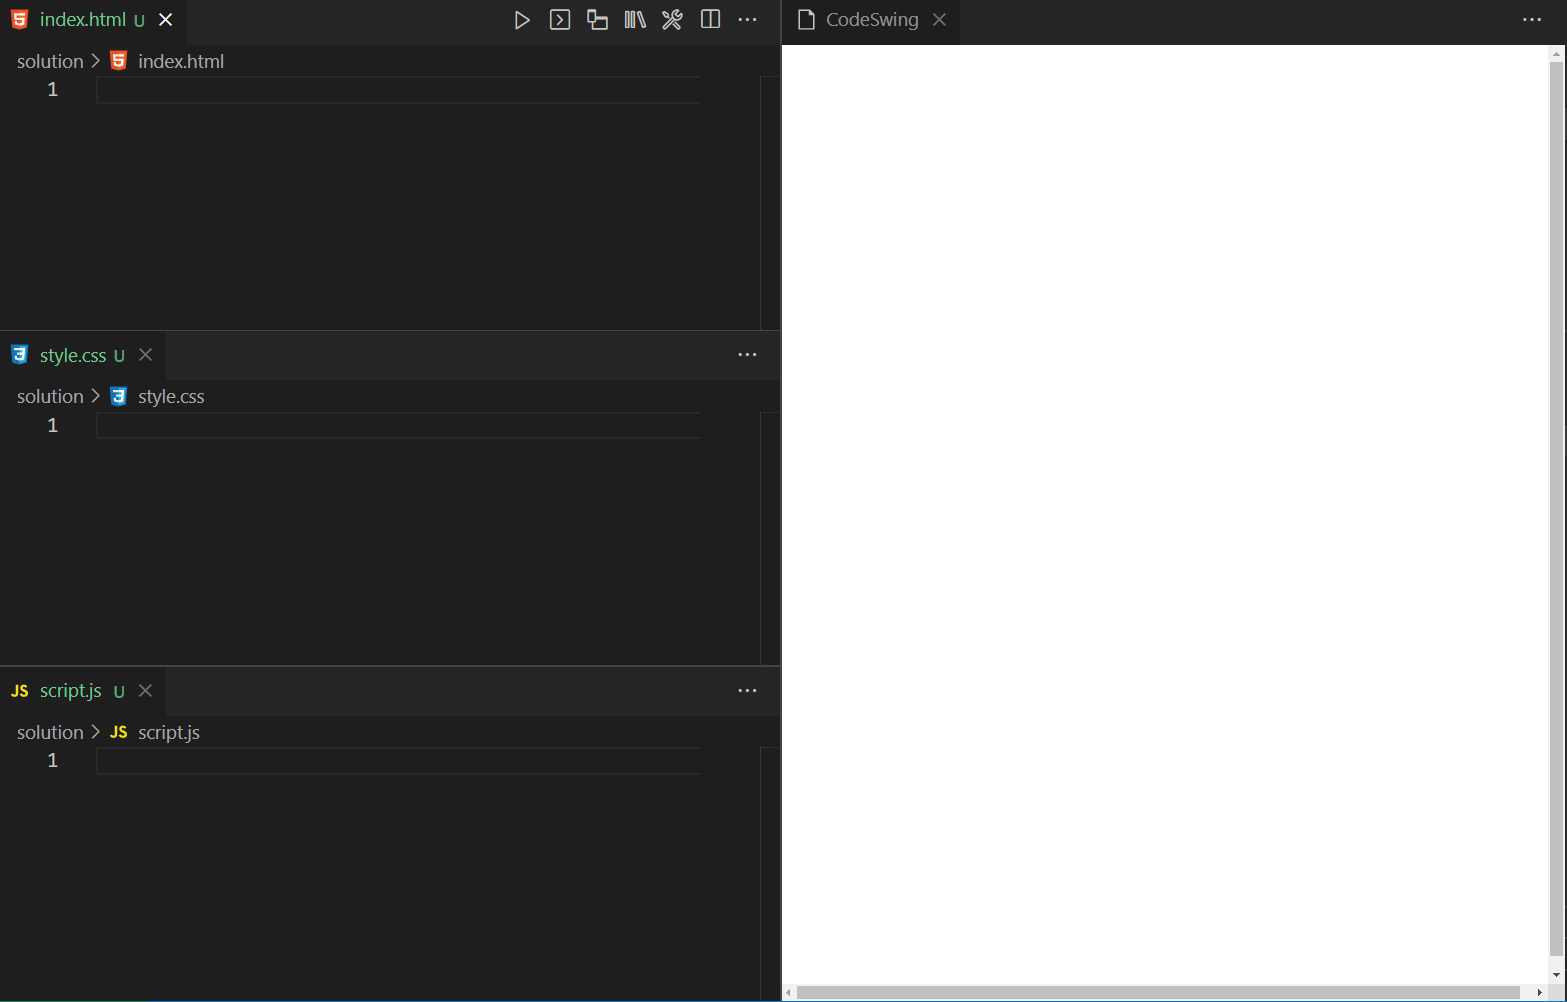 index.html U
solution > index.html
1
style.css U
solution > style.css
1
JS script.js U
solution > JS script.js
1
CodeSwing